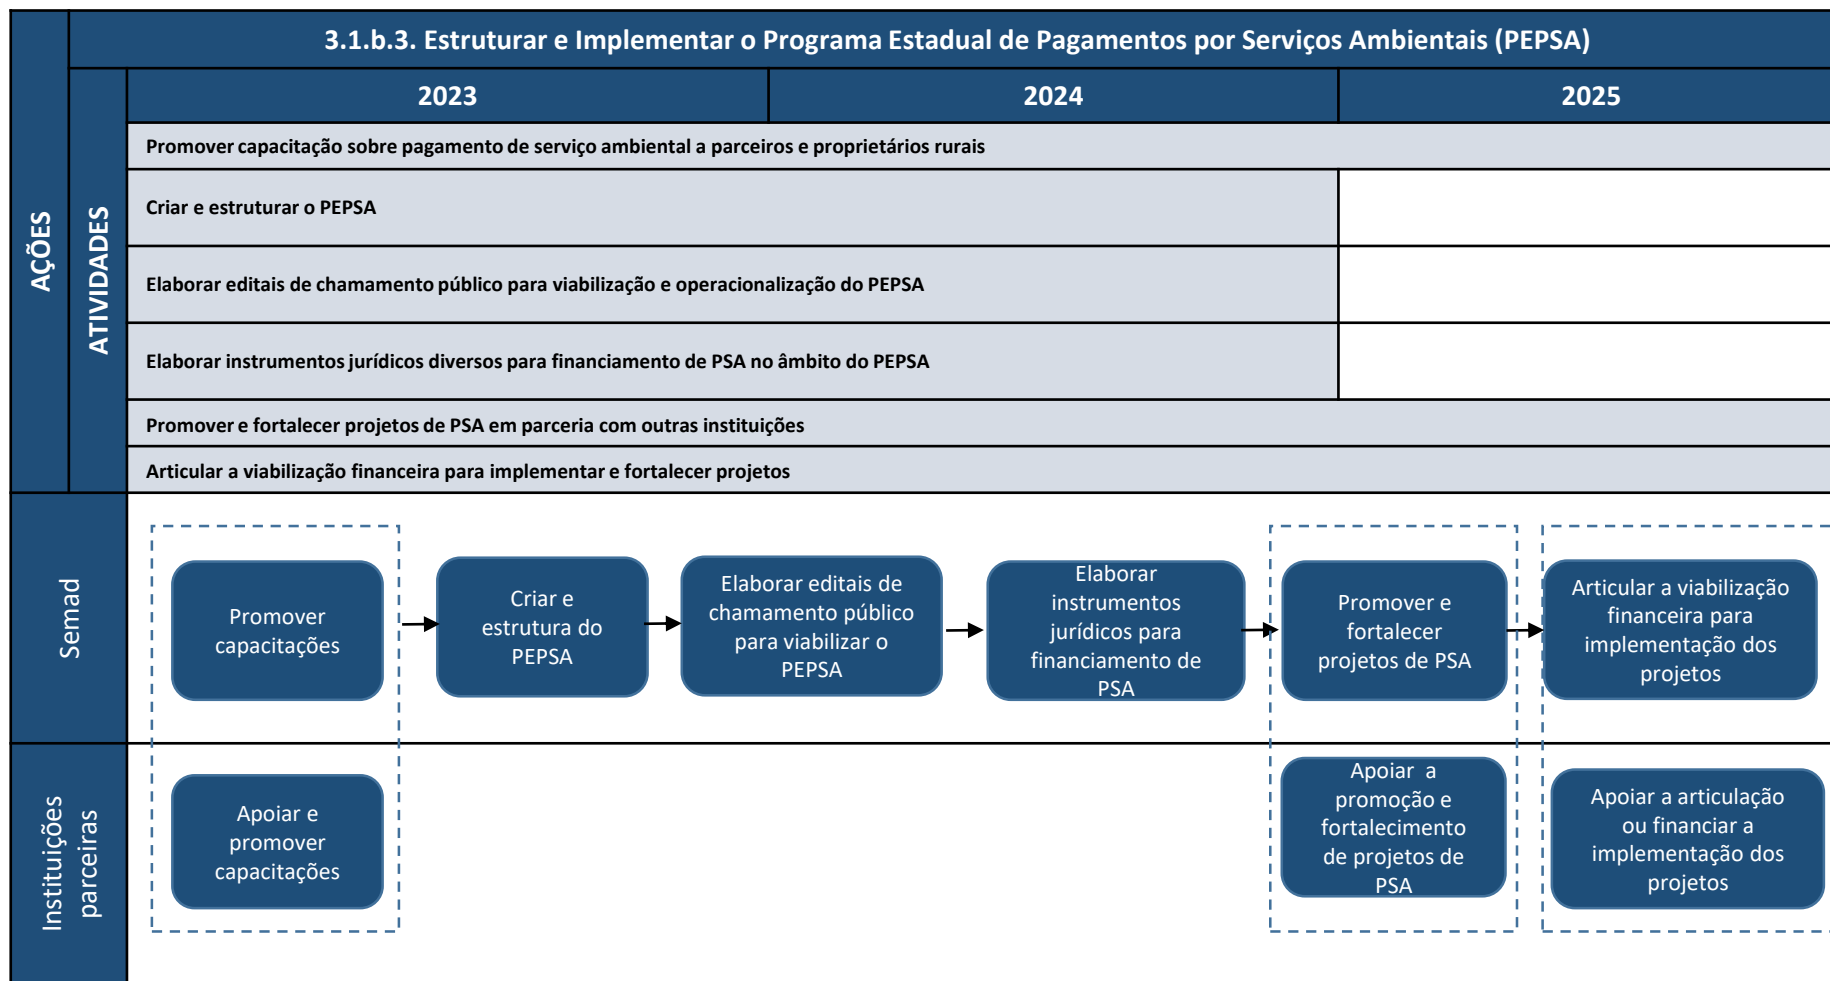 3.1.b.3. Estruturar e Implementar o Programa Estadual de Pagamentos por Serviços Ambientais (PEPSA)
AÇÕES
ATIVIDADES
2023
2024
2025
Promover capacitação sobre pagamento de serviço ambiental a parceiros e proprietários rurais
Criar e estruturar o PEPSA
Elaborar editais de chamamento público para viabilização e operacionalização do PEPSA
Elaborar instrumentos jurídicos diversos para financiamento de PSA no âmbito do PEPSA
Promover e fortalecer projetos de PSA em parceria com outras instituições
Articular a viabilização financeira para implementar e fortalecer projetos
Semad
Promover
capacitações
Criar e
estrutura do
PEPSA
Elaborar editais de
chamamento público
para viabilizar o
PEPSA
Elaborar
instrumentos
jurídicos para
financiamento de
PSA
Promover e
fortalecer
projetos de PSA
Articular a viabilização
financeira para
implementação dos
projetos
Instituições
parceiras
Apoiar e
promover
capacitações
Apoiar a
promoção e
fortalecimento
de projetos de
PSA
Apoiar a articulação
ou financiar a
implementação dos
projetos